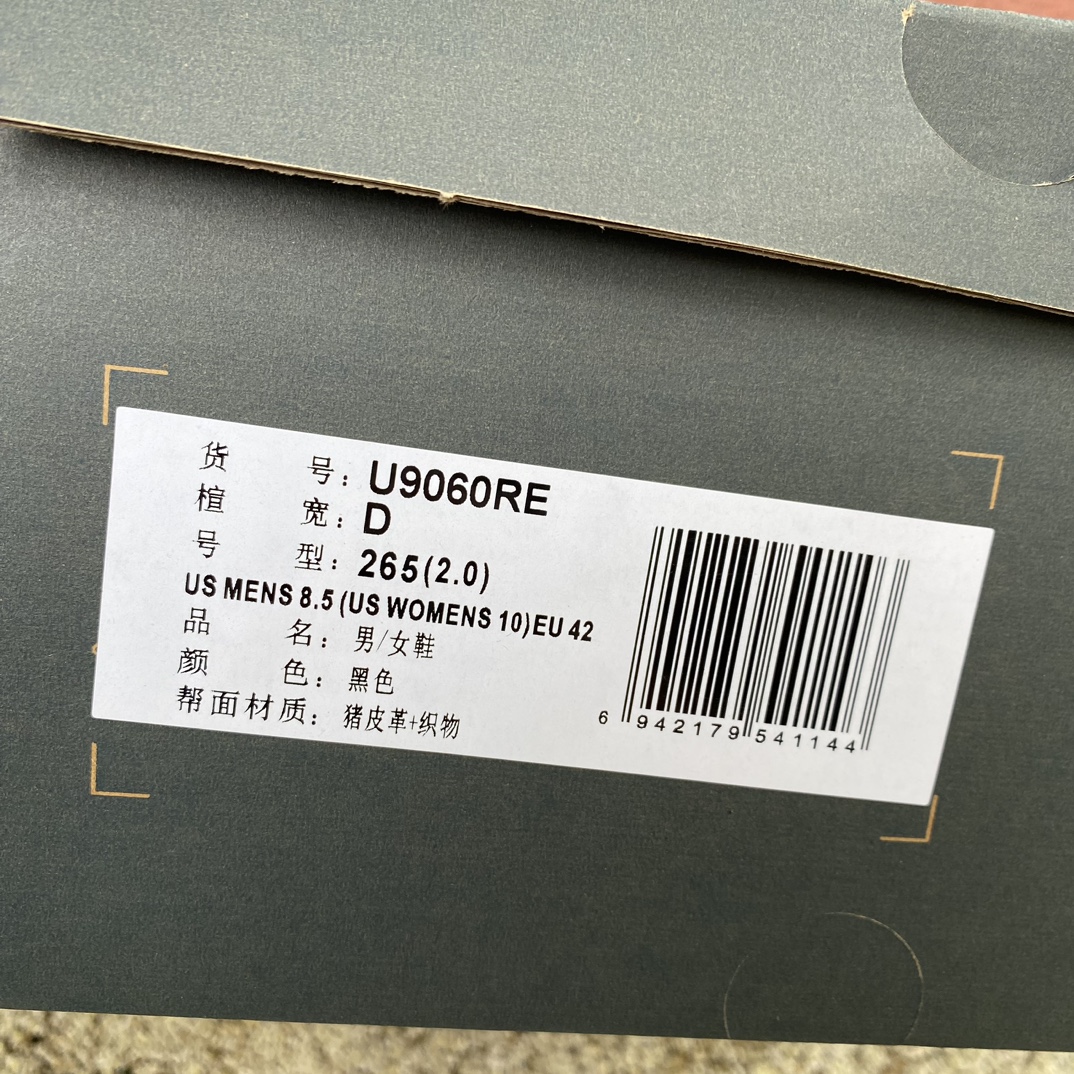 货 号：U9060RE
楦 宽：D
号 型：265(2.0)
US MENS 8.5 (US WOMENS 10)EU 42
品 名：男/女鞋
颜 色：黑色
帮面材质：猪皮革+织物
6 942179 541144